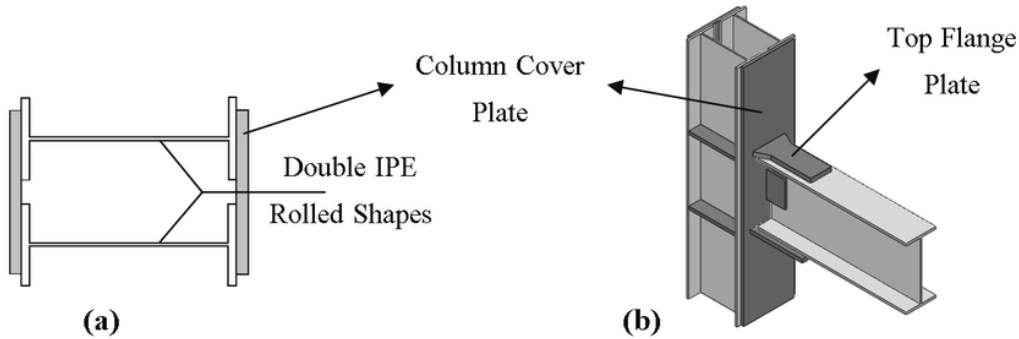 Column Cover
Plate
Top Flange
Plate
Double IPE
Rolled Shapes
(a)
(b)